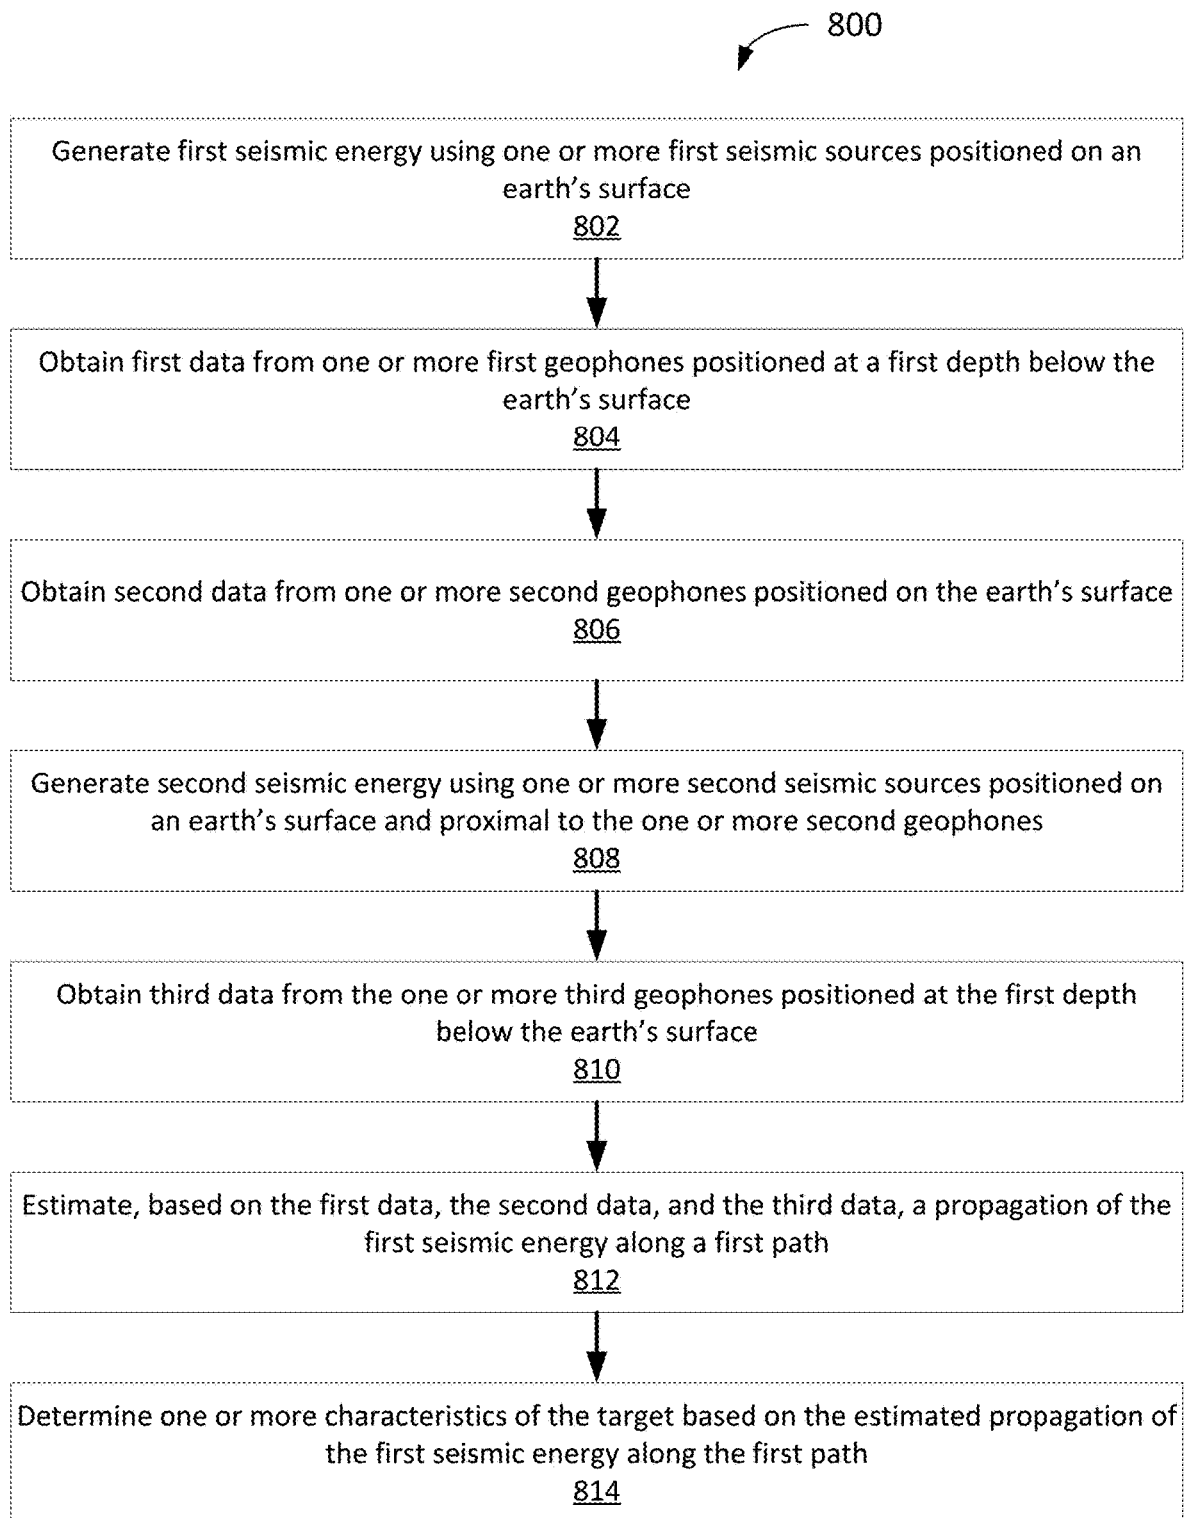 800
Generate first seismic energy using one or more first seismic sources positioned on an
earth's surface
802
Obtain first data from one or more first geophones positioned at a first depth below the
earth's surface
804
Obtain second data from one or more second geophones positioned on the earth's surface
806
Generate second seismic energy using one or more second seismic sources positioned on
an earth's surface and proximal to the one or more second geophones
808
Obtain third data from the one or more third geophones positioned at the first depth
below the earth's surface
810
Estimate, based on the first data, the second data, and the third data, a propagation of the
first seismic energy along a first path
812
Determine one or more characteristics of the target based on the estimated propagation of
the first seismic energy along the first path
814